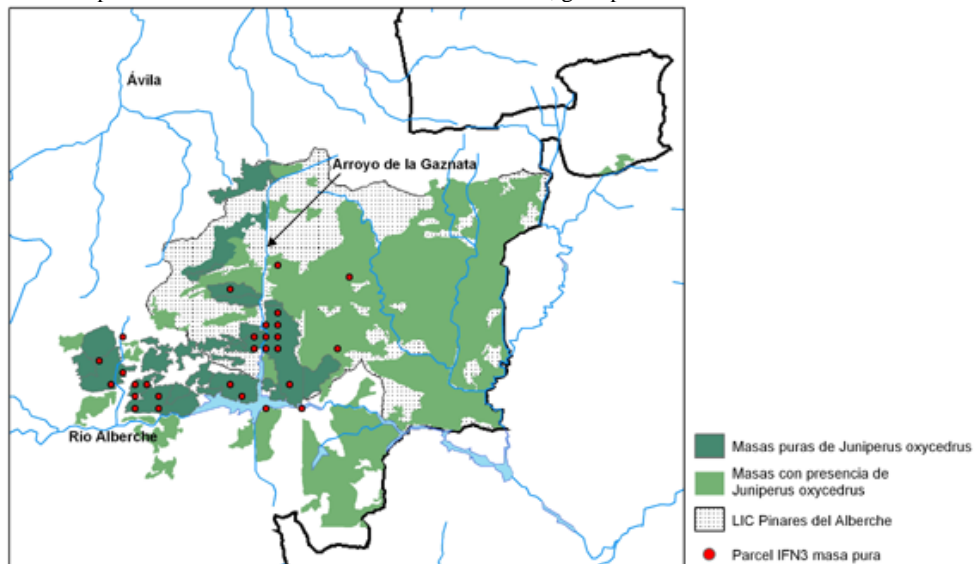 Ávila
Arroyo de la Gaznata
Río Alberche
Masas puras de Juniperus oxycedrus
Masas con presencia de
Juniperus oxycedrus
LIC Pinares del Alberche
Parcel IFN3 masa pura